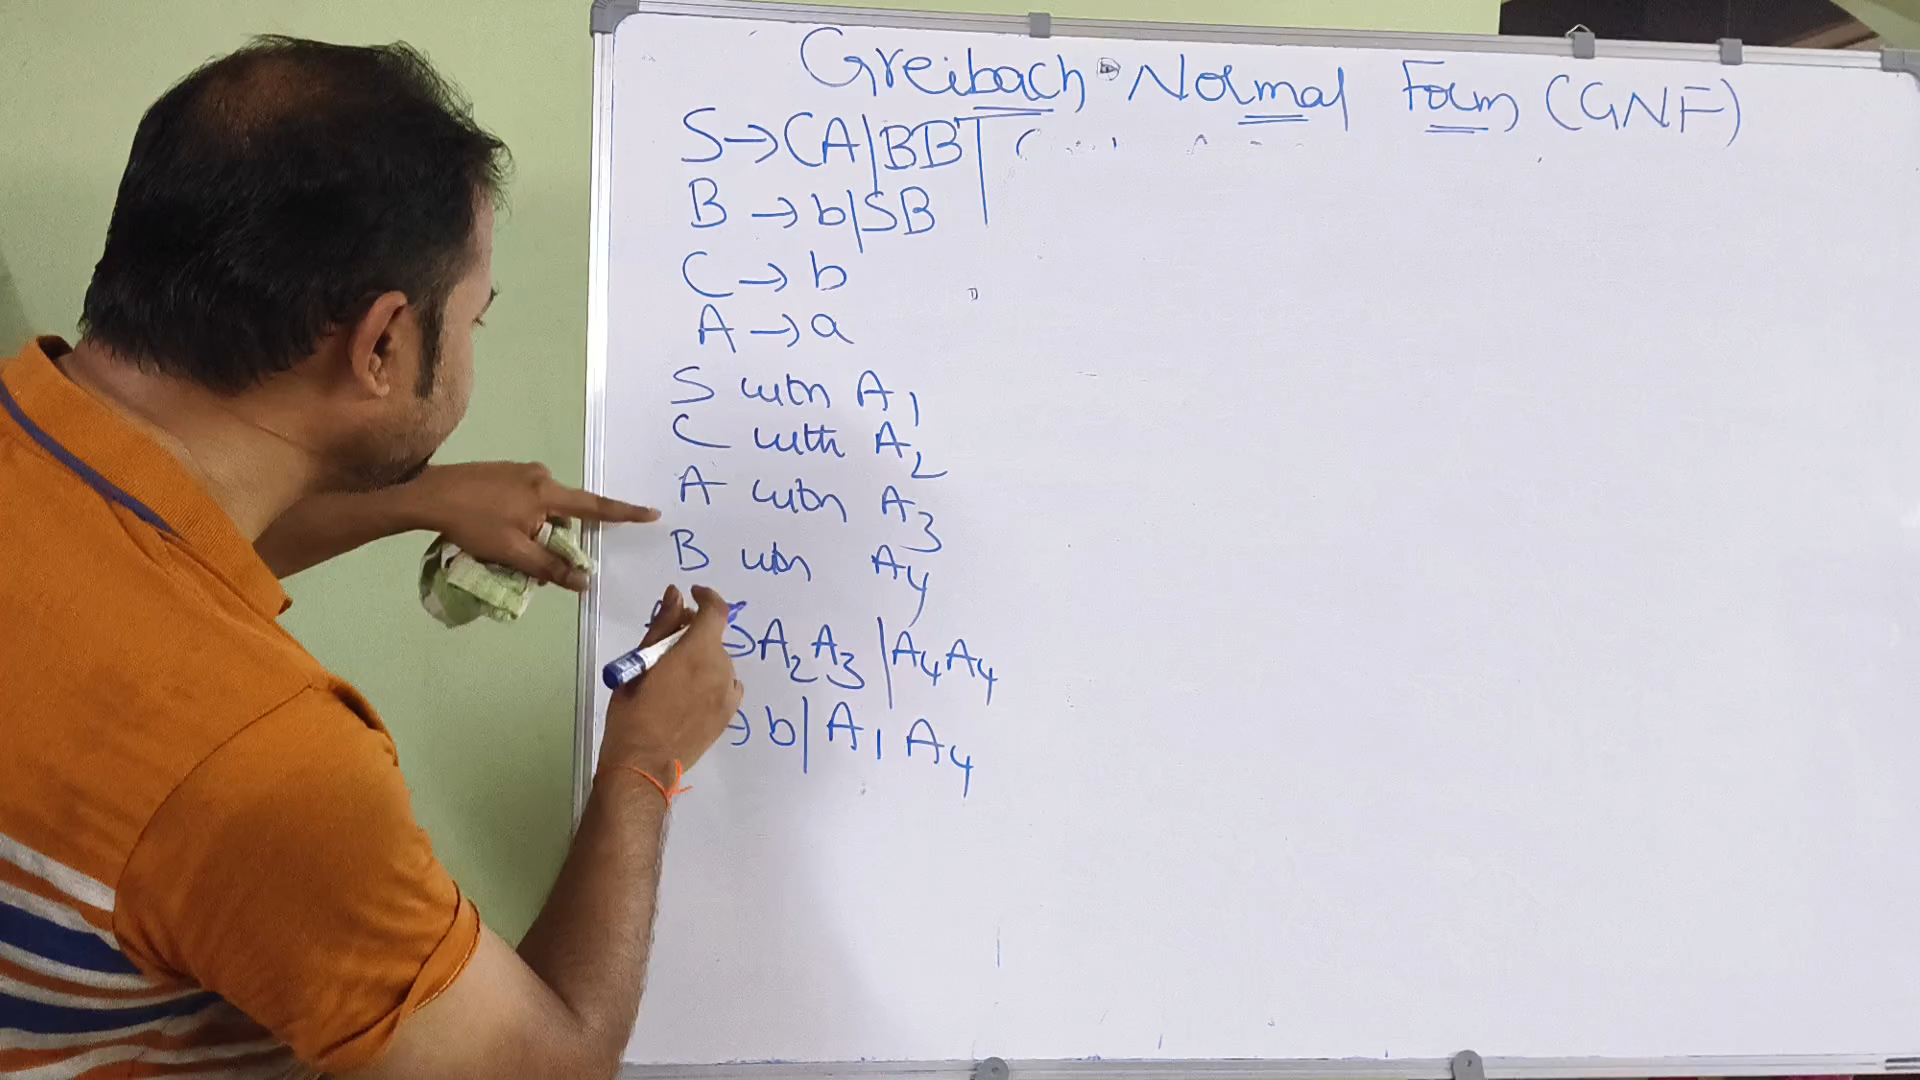 Greibach Normal Form (GNF)
S→CA|BB
B→b|SB
C→b
A→a
S with A1
C with A2
A with A3
B with A4
→A2A3|A4A4
→b|A1A4